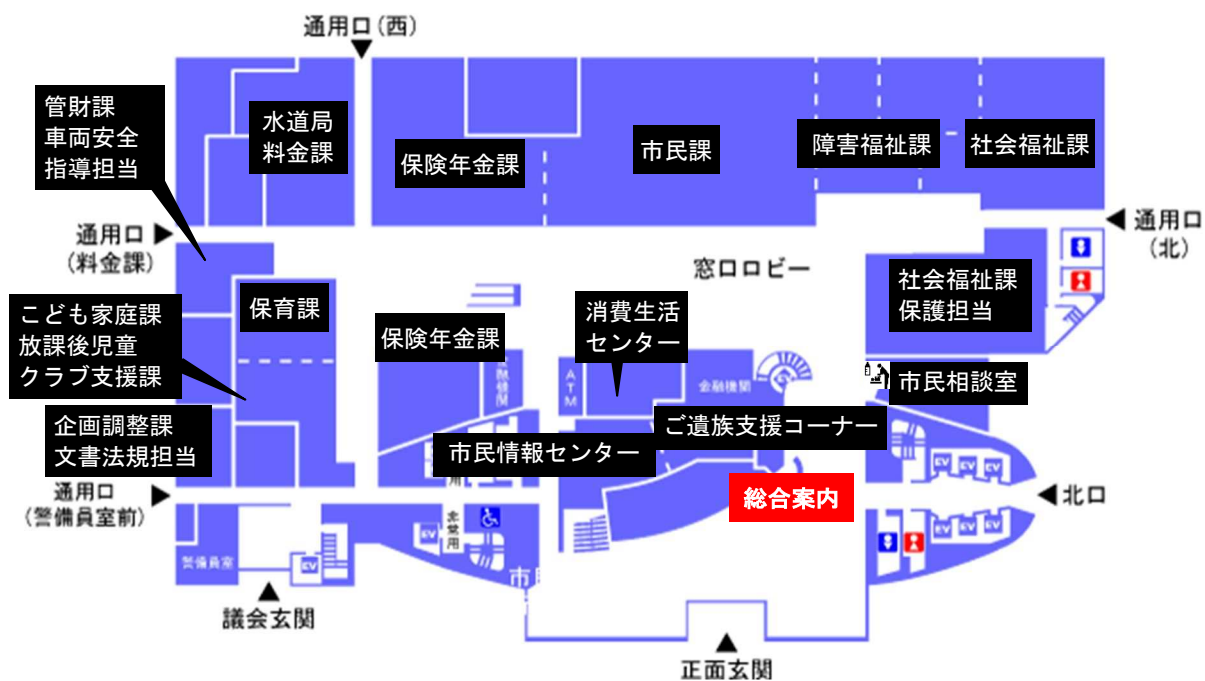 通用口(西)
管財課
車両安全
指導担当
水道局
料金課
保険年金課
市民課
障害福祉課
社会福祉課
通用口
(料金課)
通用口
(北)
窓口ロビー
社会福祉課
保護担当
こども家庭課
放課後児童
クラブ支援課
保育課
保険年金課
消費生活
センター
金融機関
ATM
金融機関
市民相談室
企画調整課
文書法規担当
市民情報センター
ご遺族支援コーナー
総合案内
通用口
(警備員室前)
北口
EV
EV
EV
EV
EV
EV
EV
非常用
警備員室
EV
議会玄関
正面玄関